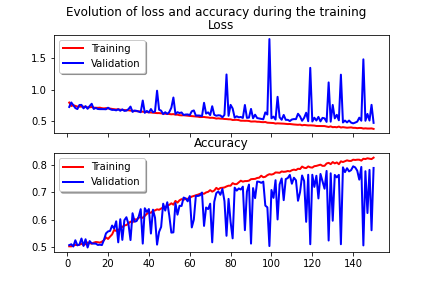 Evolution of loss and accuracy during the training
Loss
Training
Validation
1.5
1.0
0.5
Accuracy
Training
Validation
0.8
0.7
0.6
0.5
0 20 40 60 80 100 120 140